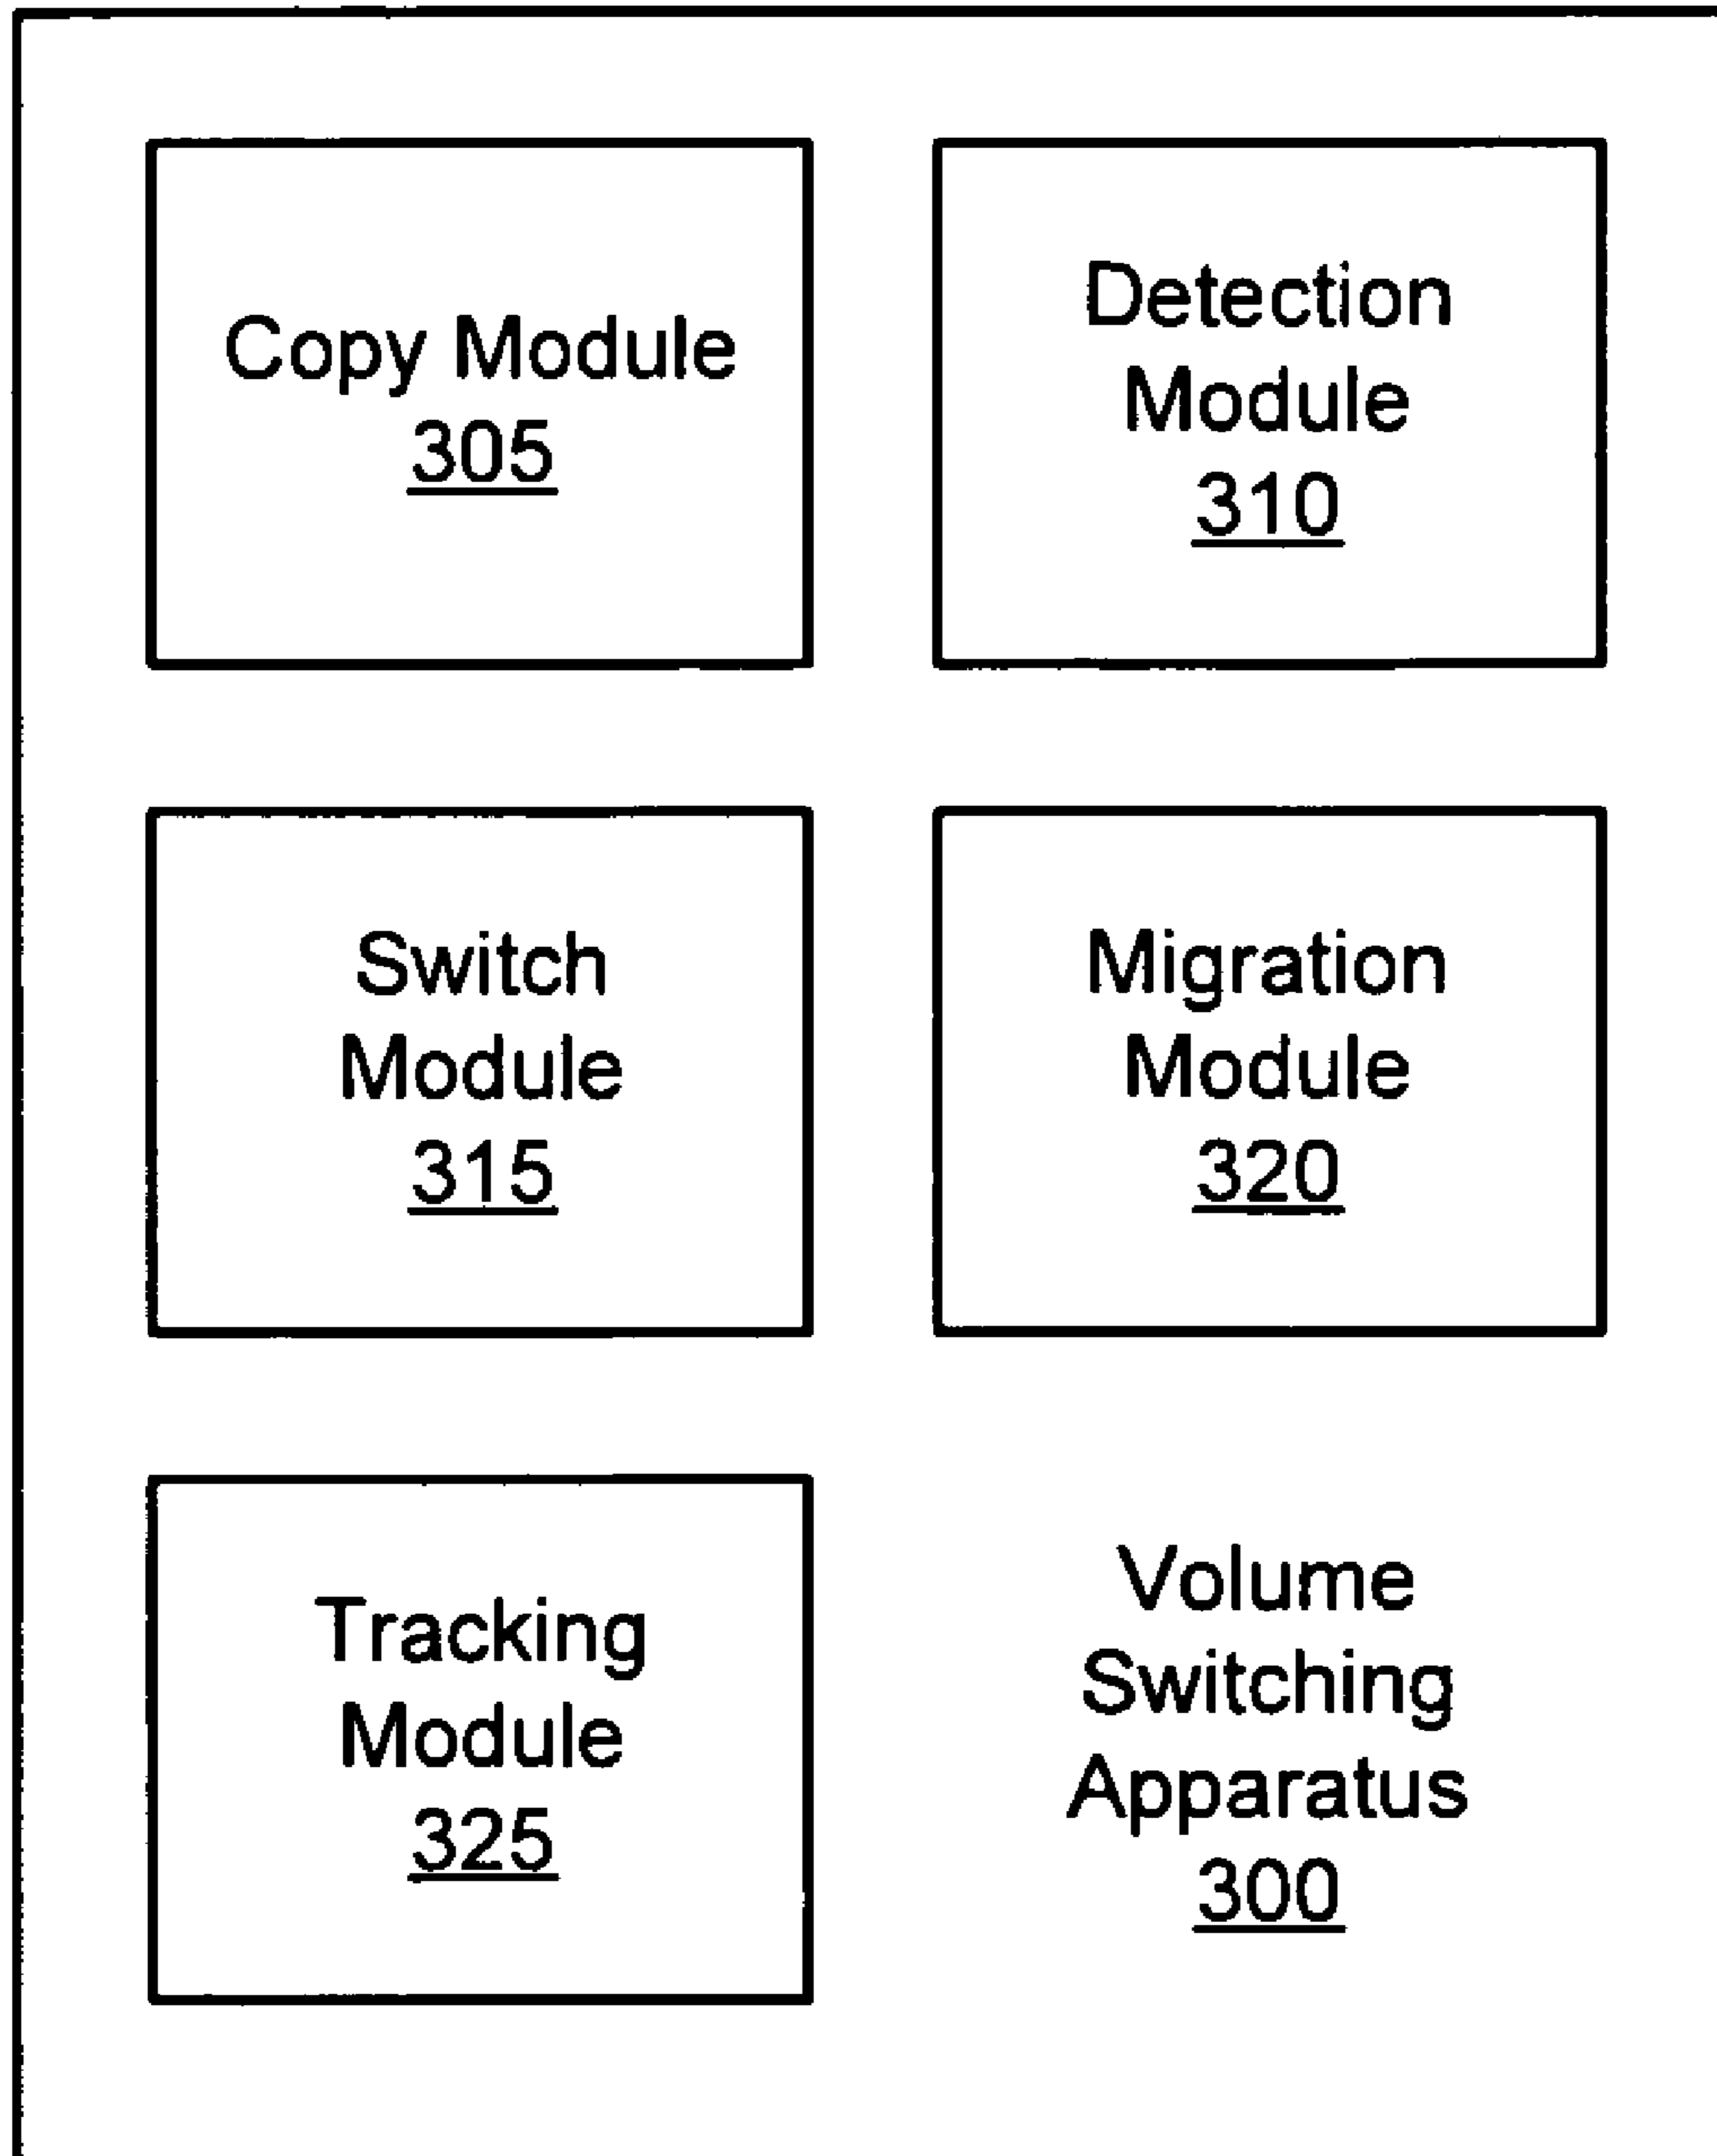 Copy Module
305
Detection
Module
310
Switch
Module
315
Migration
Module
320
Tracking
Module
325
Volume
Switching
Apparatus
300